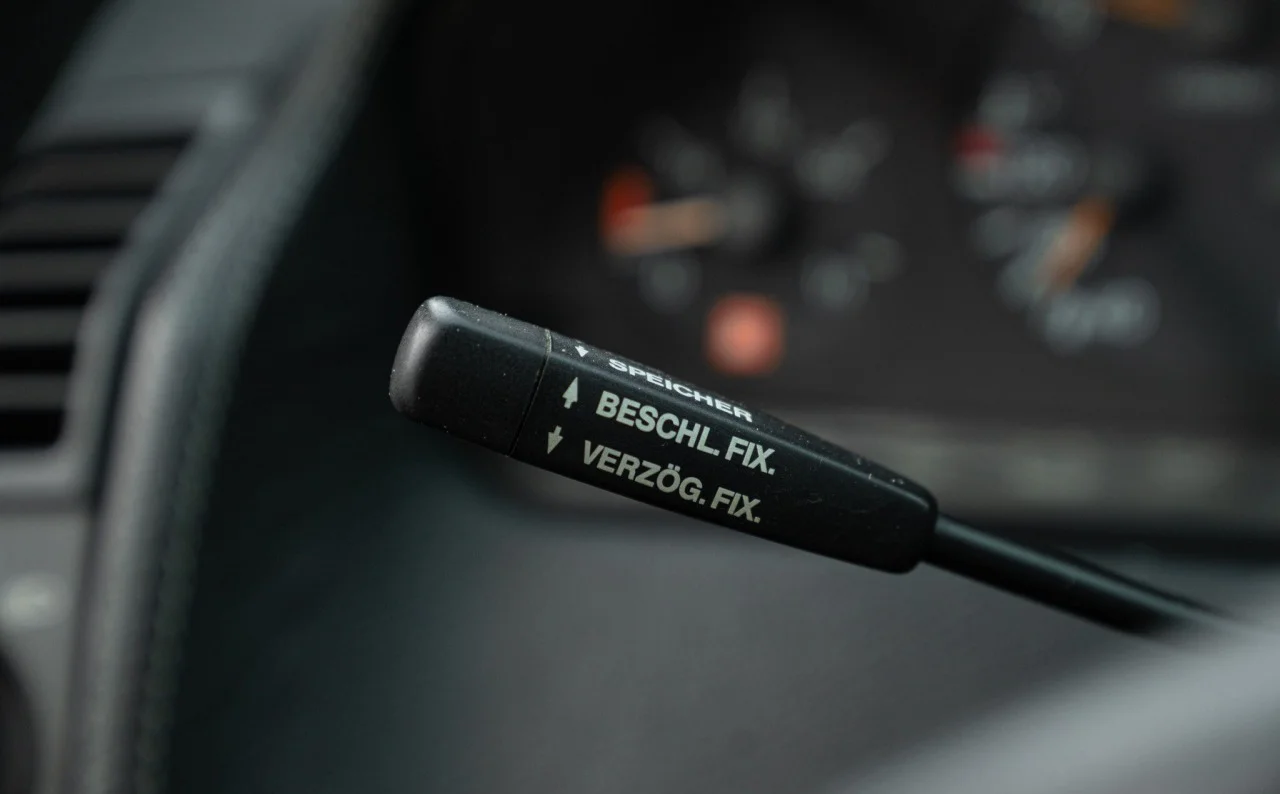 SPEICHER
BESCHL. FIX.
VERZÖG. FIX.